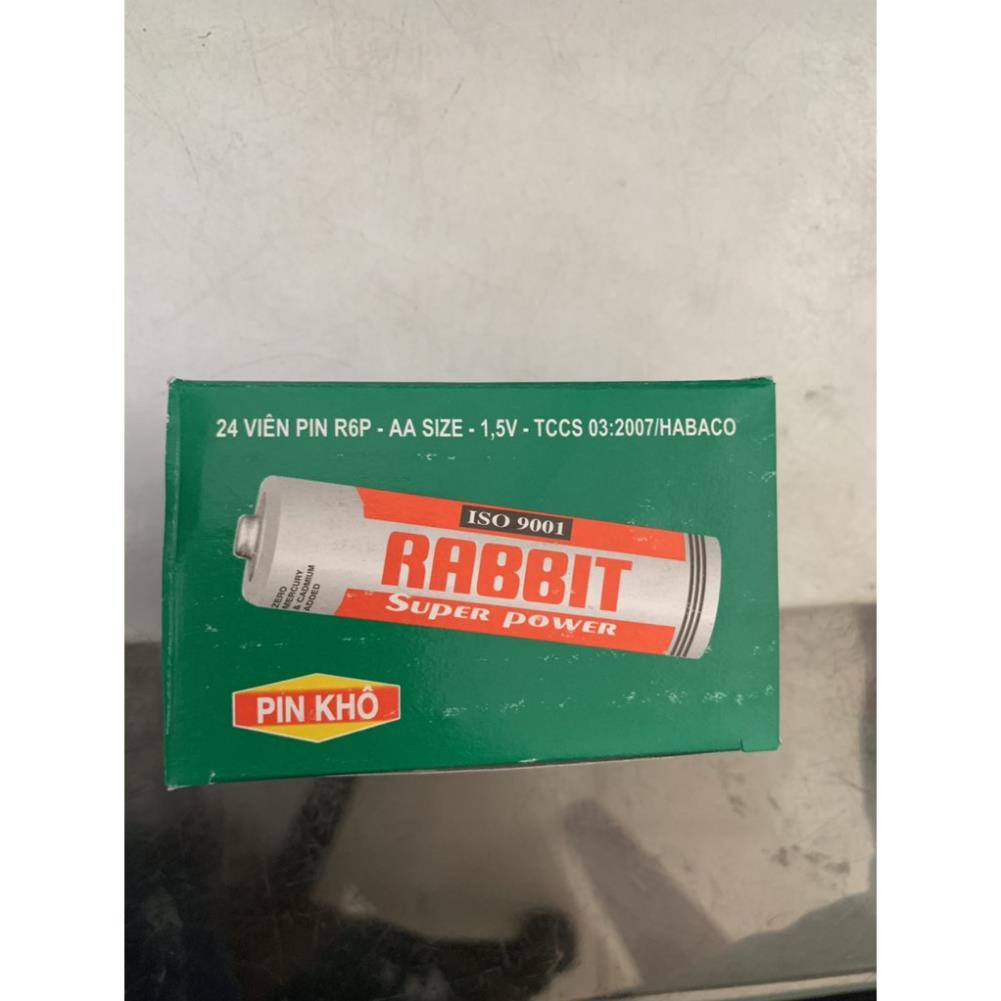 24 VIÊN PIN R6P - AA SIZE - 1,5V - TCCS 03:2007/HABACO
ISO 9001
RABBIT
SUPER POWER
ZERO
MERCURY
& CADMIUM
ADDED
PIN KHÔ